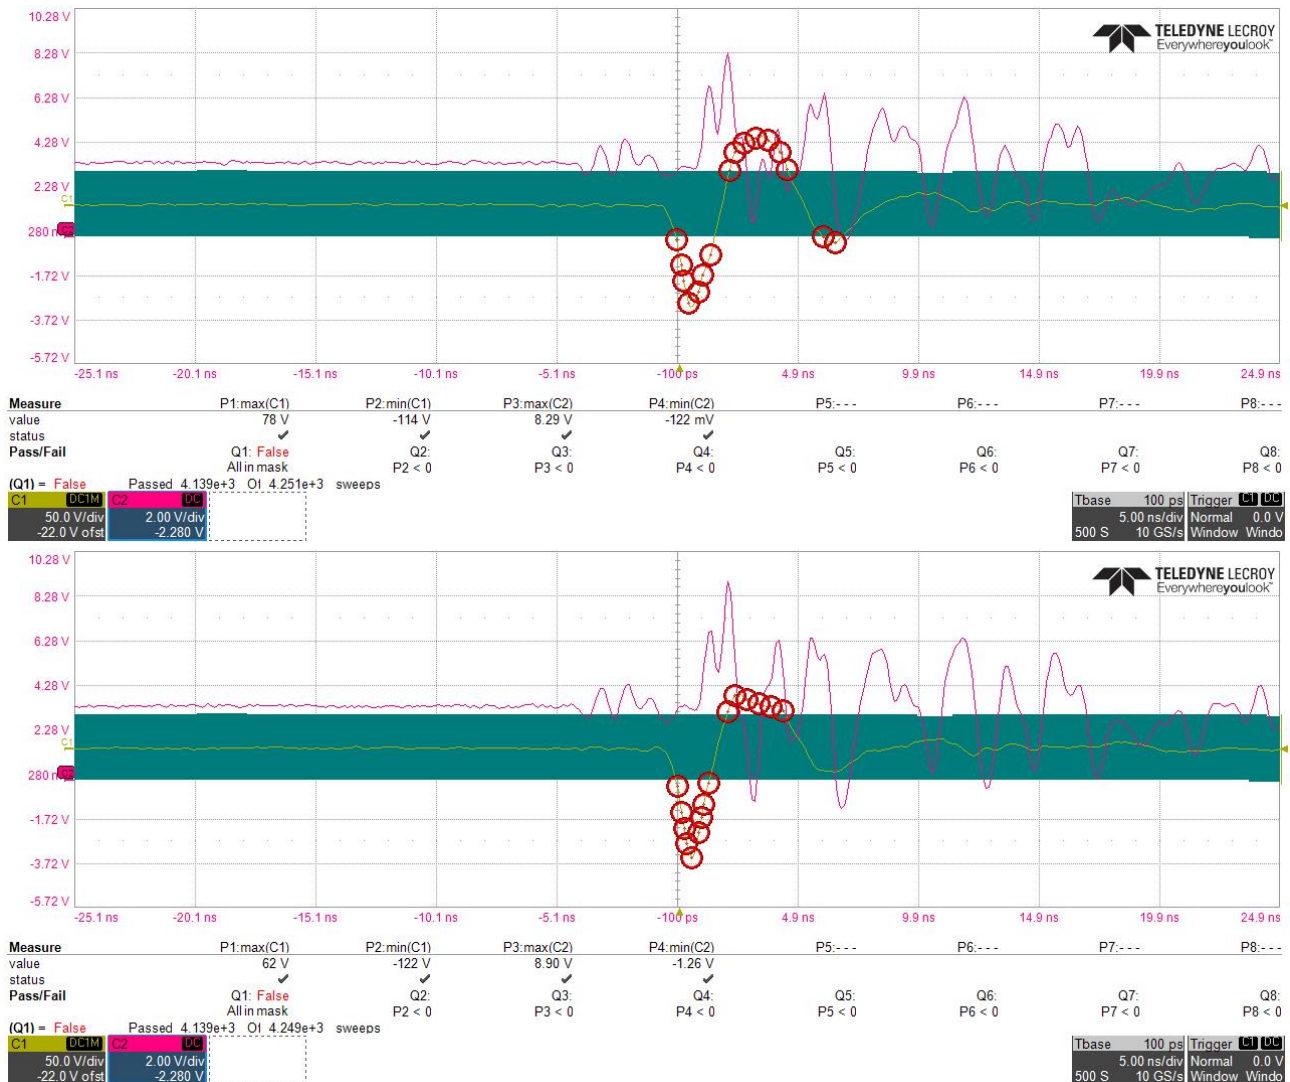 10.28 V
TELEDYNE LECROY
Everywhereyoulook™
8.28 V
6.28 V
4.28 V
2.28 V
C1
280 m
-1.72 V
-3.72 V
-5.72 V
-25.1 ns -20.1 ns -15.1 ns -10.1 ns -5.1 ns -100 ps 4.9 ns 9.9 ns 14.9 ns 19.9 ns 24.9 ns
Measure P1:max(C1) P2:min(C1) P3:max(C2) P4:min(C2) P5:- - - P6:- - - P7:- - - P8:- - -
value 78 V -114 V 8.29 V -122 mV
status
Pass/Fail Q1: False Q2: Q3: Q4: Q5: Q6: Q7: Q8:
All in mask P2 < 0 P3 < 0 P4 < 0 P5 < 0 P6 < 0 P7 < 0 P8 < 0
(Q1) = False Passed 4.139e+3 Of 4.251e+3 sweeps
C1 DC1M C2 DC Tbase 100 ps Trigger C1 DC
50.0 V/div 2.00 V/div 5.00 ns/div Normal 0.0 V
-22.0 V ofst -2.280 V 500 S 10 GS/s Window Windo
10.28 V
TELEDYNE LECROY
Everywhereyoulook™
8.28 V
6.28 V
4.28 V
2.28 V
C1
280 m
-1.72 V
-3.72 V
-5.72 V
-25.1 ns -20.1 ns -15.1 ns -10.1 ns -5.1 ns -100 ps 4.9 ns 9.9 ns 14.9 ns 19.9 ns 24.9 ns
Measure P1:max(C1) P2:min(C1) P3:max(C2) P4:min(C2) P5:- - - P6:- - - P7:- - - P8:- - -
value 62 V -122 V 8.90 V -1.26 V
status
Pass/Fail Q1: False Q2: Q3: Q4: Q5: Q6: Q7: Q8:
All in mask P2 < 0 P3 < 0 P4 < 0 P5 < 0 P6 < 0 P7 < 0 P8 < 0
(Q1) = False Passed 4.139e+3 Of 4.249e+3 sweeps
C1 DC1M C2 DC Tbase 100 ps Trigger C1 DC
50.0 V/div 2.00 V/div 5.00 ns/div Normal 0.0 V
-22.0 V ofst -2.280 V 500 S 10 GS/s Window Windo